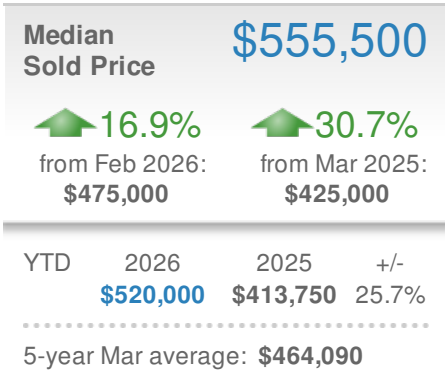 Median
Sold Price
$555,500
16.9% 30.7%
from Feb 2026: from Mar 2025:
$475,000 $425,000
YTD 2026 2025 +/-
$520,000 $413,750 25.7%
5-year Mar average: $464,090